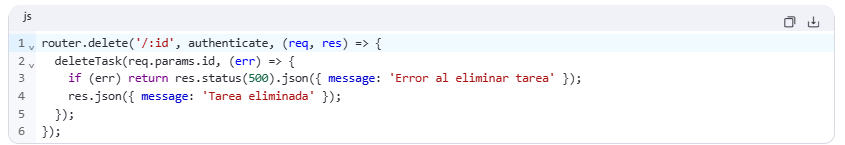 js
1 router.delete('/:id', authenticate, (req, res) => {
2   deleteTask(req.params.id, (err) => {
3     if (err) return res.status(500).json({ message: 'Error al eliminar tarea' });
4     res.json({ message: 'Tarea eliminada' });
5   });
6 });